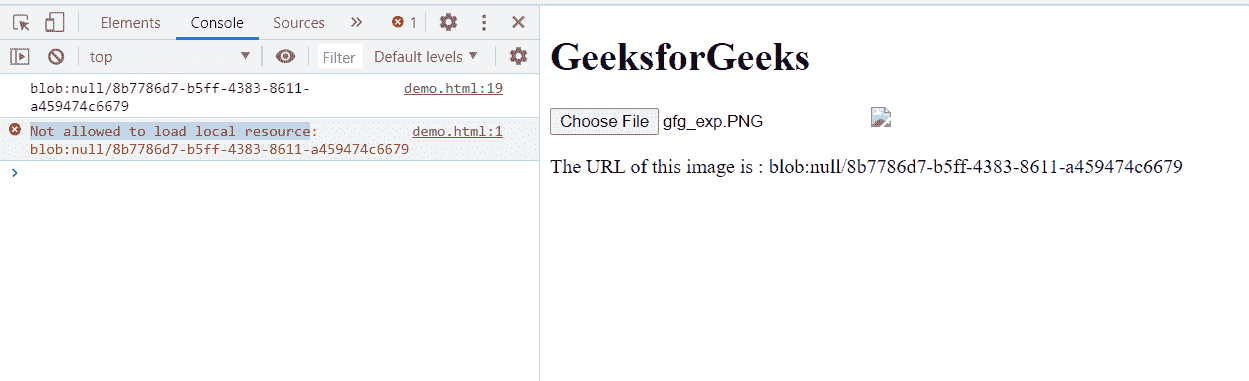 Elements Console Sources » 1
top Filter Default levels
blob:null/8b7786d7-b5ff-4383-8611-
a459474c6679
demo.html:19
Not allowed to load local resource:
demo.html:1
blob:null/8b7786d7-b5ff-4383-8611-a459474c6679
>
GeeksforGeeks
Choose File gfg_exp.PNG
The URL of this image is : blob:null/8b7786d7-b5ff-4383-8611-a459474c6679